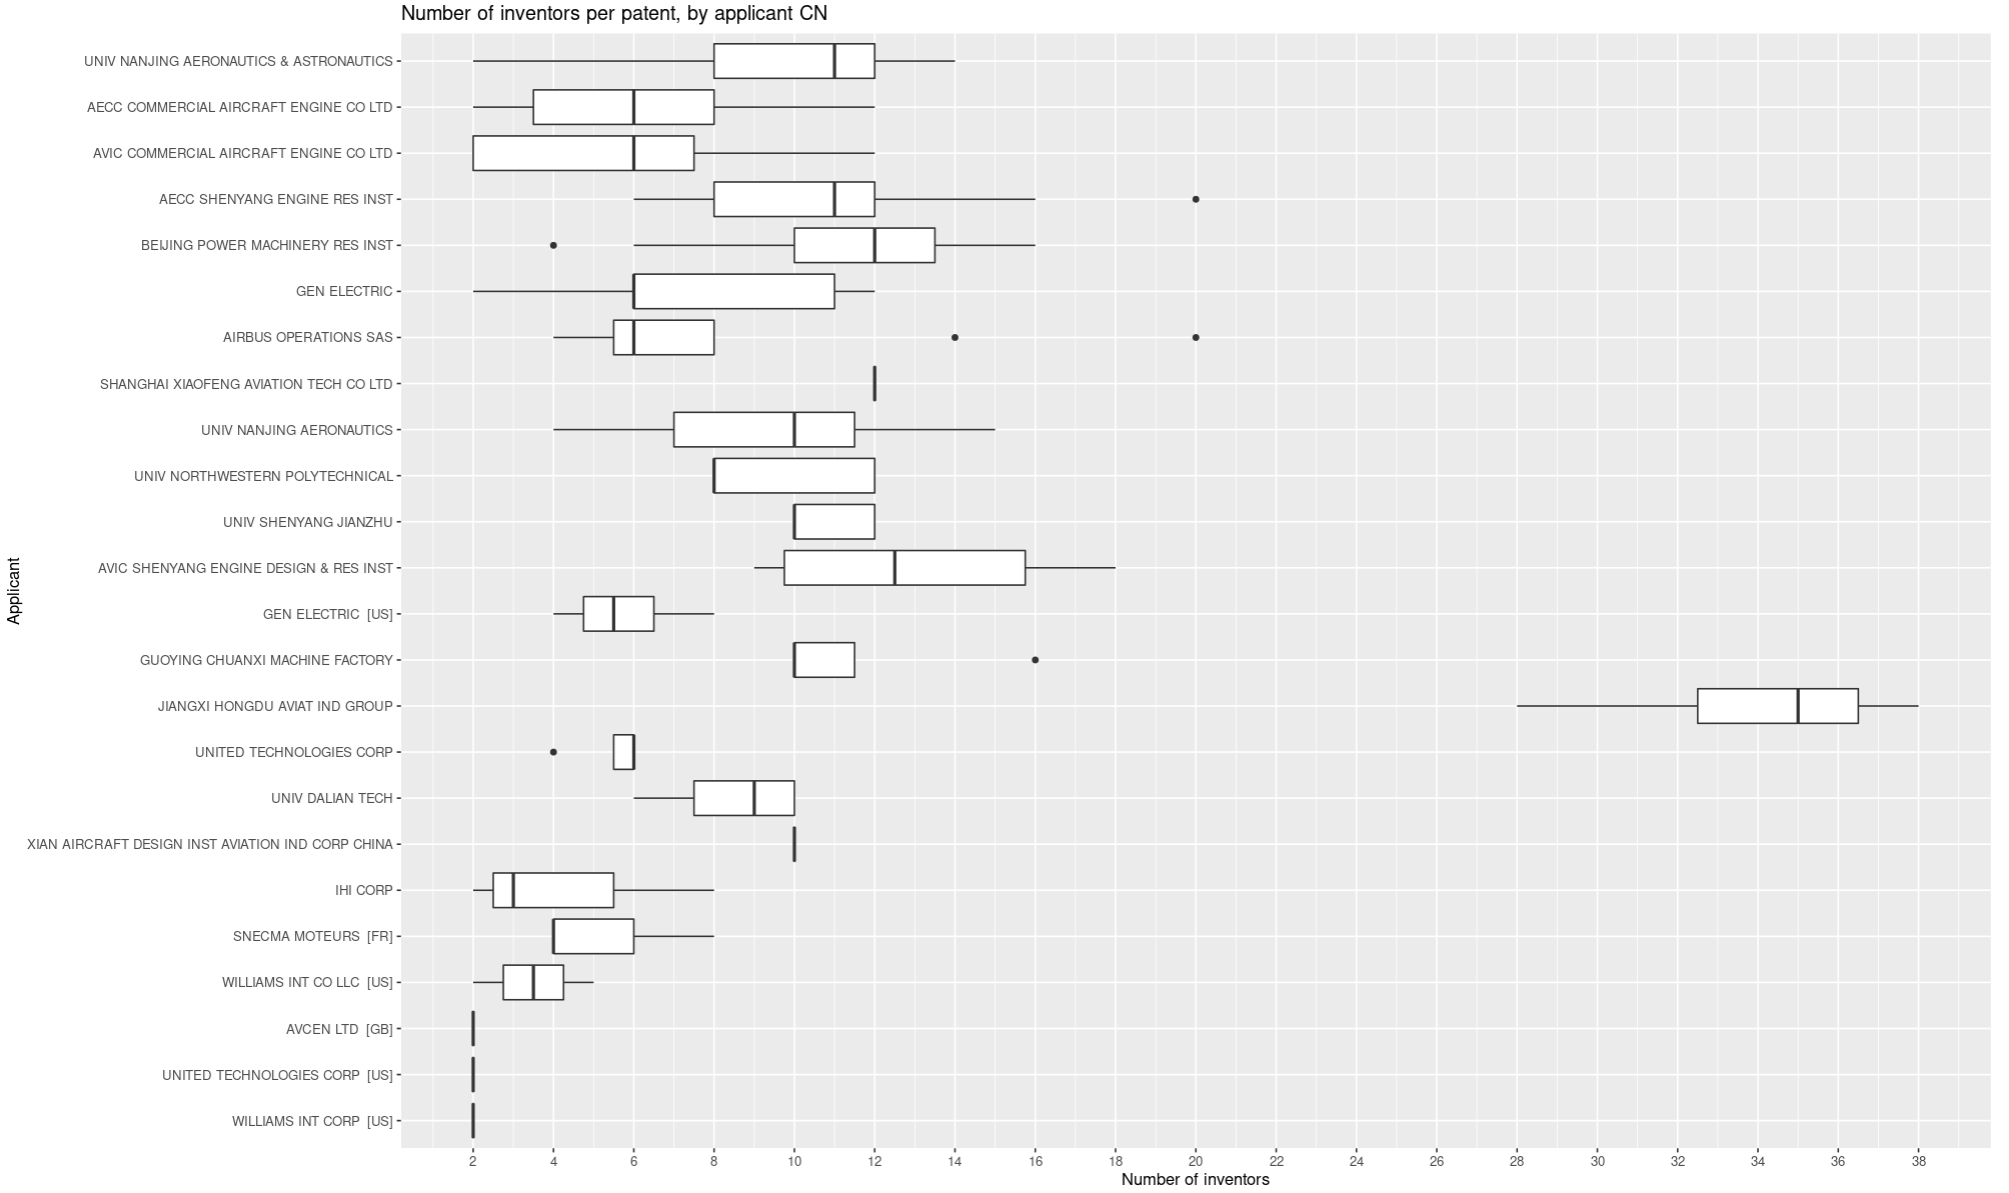 Number of inventors per patent, by applicant CN
UNIV NANJING AERONAUTICS & ASTRONAUTICS
AECC COMMERCIAL AIRCRAFT ENGINE CO LTD
AVIC COMMERCIAL AIRCRAFT ENGINE CO LTD
AECC SHENYANG ENGINE RES INST
BEIJING POWER MACHINERY RES INST
GEN ELECTRIC
AIRBUS OPERATIONS SAS
SHANGHAI XIAOFENG AVIATION TECH CO LTD
UNIV NANJING AERONAUTICS
UNIV NORTHWESTERN POLYTECHNICAL
UNIV SHENYANG JIANZHU
AVIC SHENYANG ENGINE DESIGN & RES INST
GEN ELECTRIC  [US]
GUOYING CHUANXI MACHINE FACTORY
JIANGXI HONGDU AVIAT IND GROUP
UNITED TECHNOLOGIES CORP
UNIV DALIAN TECH
XIAN AIRCRAFT DESIGN INST AVIATION IND CORP CHINA
IHI CORP
SNECMA MOTEURS  [FR]
WILLIAMS INT CO LLC  [US]
AVCEN LTD  [GB]
UNITED TECHNOLOGIES CORP  [US]
WILLIAMS INT CORP  [US]
Applicant
2 4 6 8 10 12 14 16 18 20 22 24 26 28 30 32 34 36 38
Number of inventors